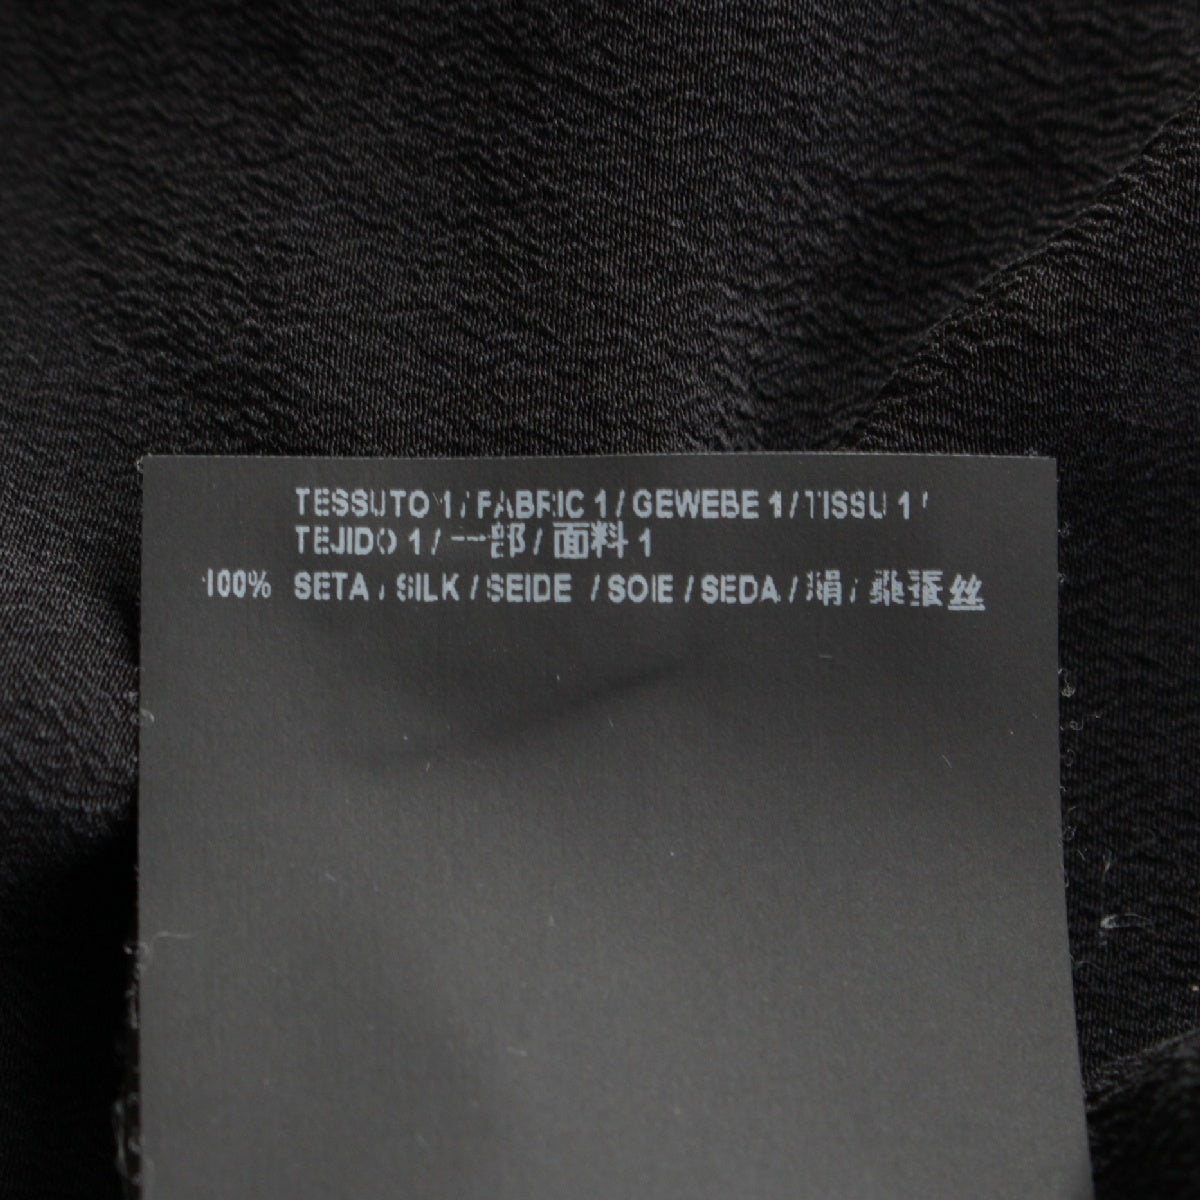 TESSUTO 1 / FABRIC 1 / GEWEBE 1 / TISSU 1 /
TEJIDO 1 / 一部 / 面料 1
100% SETA / SILK / SEIDE / SOIE / SEDA / 絹 / 桑蚕丝